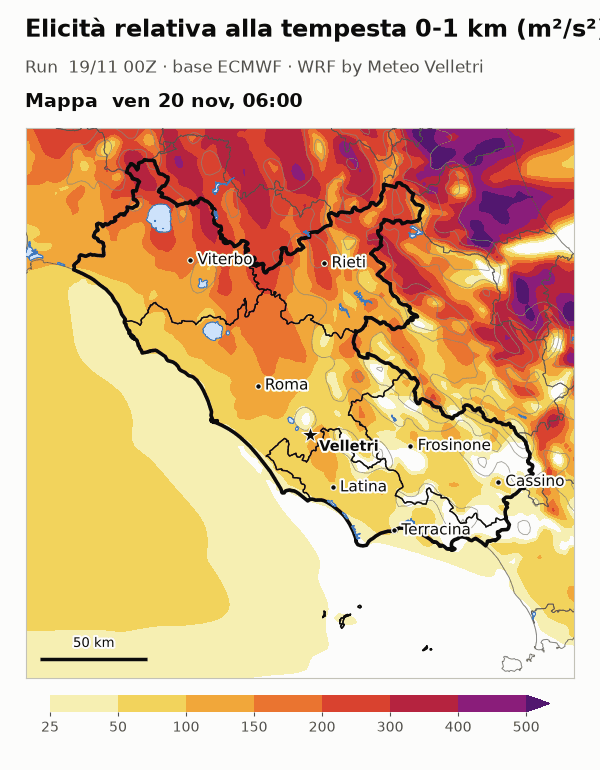 Elicità relativa alla tempesta 0-1 km (m²/s²)
Run 19/11 00Z · base ECMWF · WRF by Meteo Velletri
Mappa ven 20 nov, 06:00
Viterbo
Rieti
Roma
Velletri
Frosinone
Cassino
Latina
Terracina
50 km
25 50 100 150 200 300 400 500